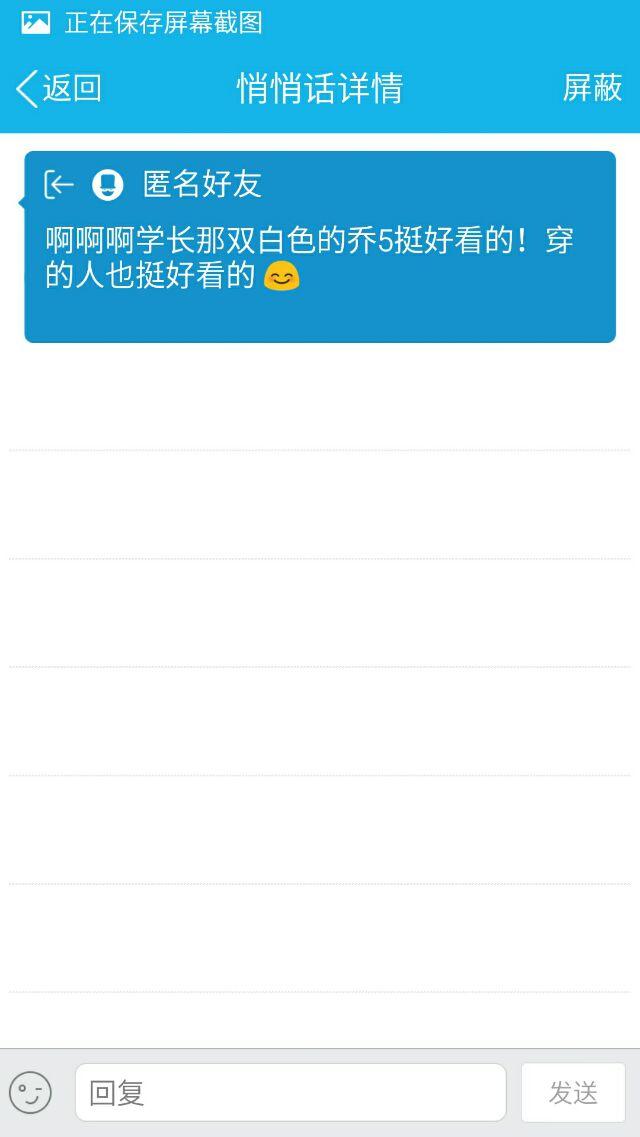 正在保存屏幕截图
返回 悄悄话详情 屏蔽
匿名好友
啊啊啊学长那双白色的乔5挺好看的！穿
的人也挺好看的😊
回复 发送